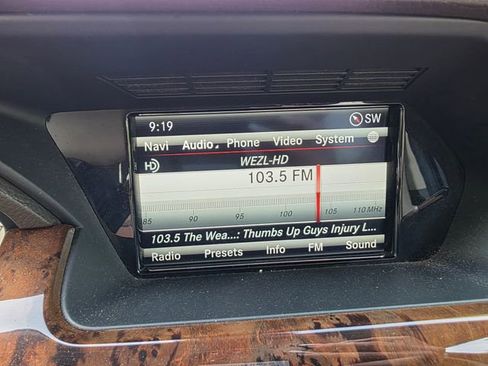 9:19 SW
Navi Audio Phone Video System
HD WEZL-HD
103.5 FM
85 90 95 100 105 110 MHz
103.5 The Wea...: Thumbs Up Guys Injury L...
Radio Presets Info FM Sound